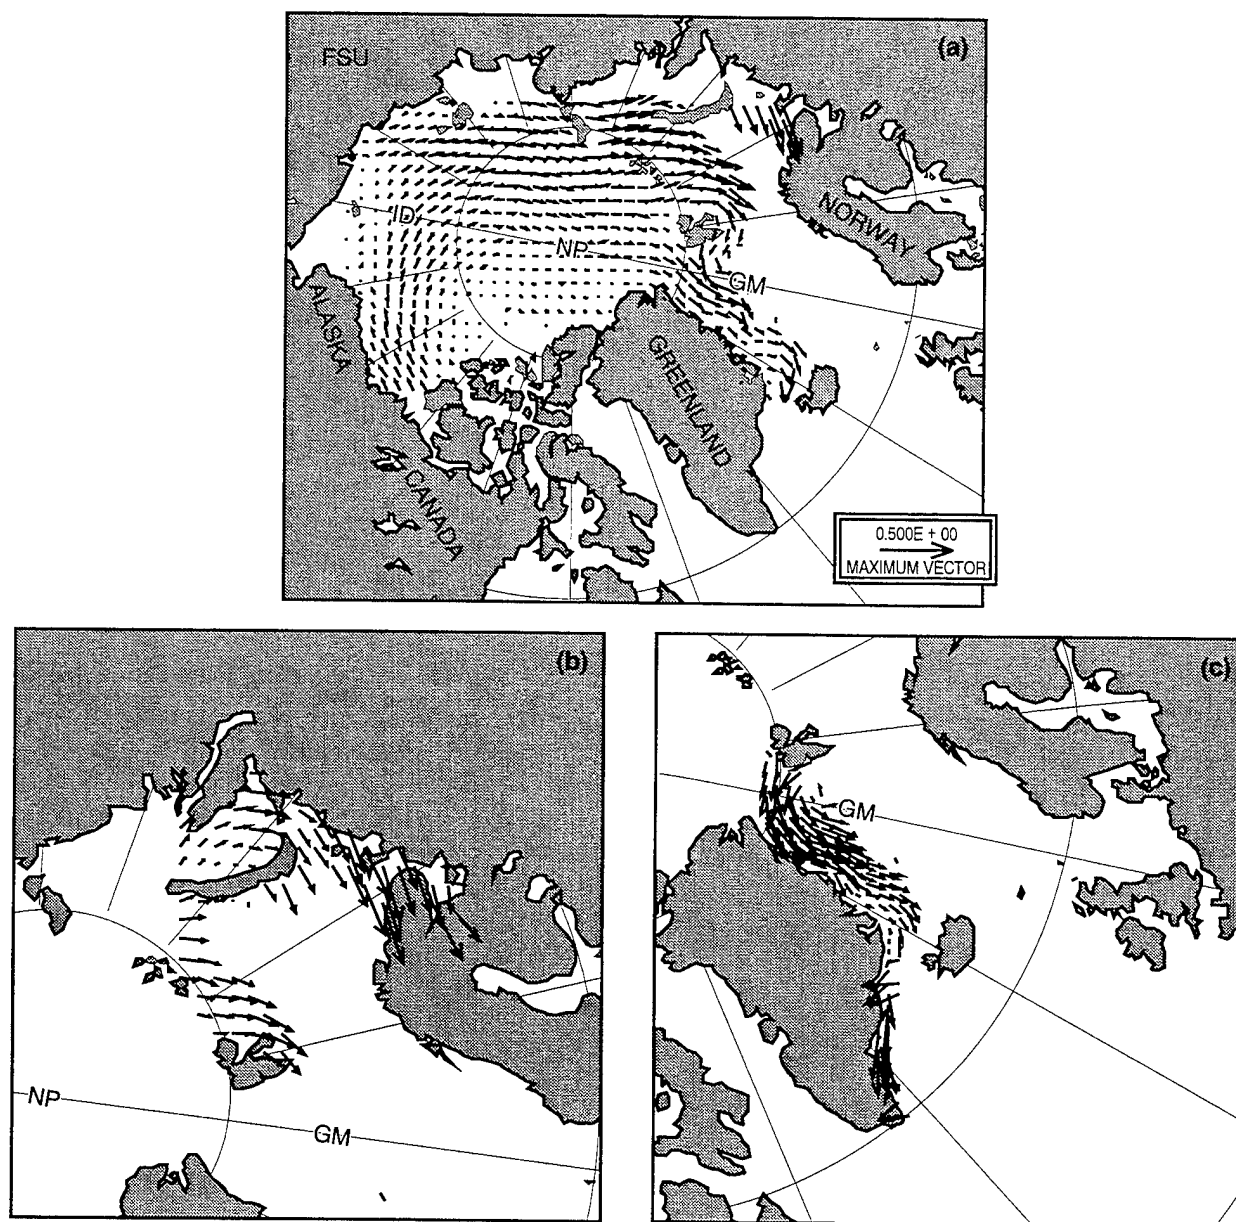 FSU
(a)
ID
NP
GM
NORWAY
ALASKA
GREENLAND
CANADA
0.500E + 00
MAXIMUM VECTOR
(b)
NP
GM
(c)
GM